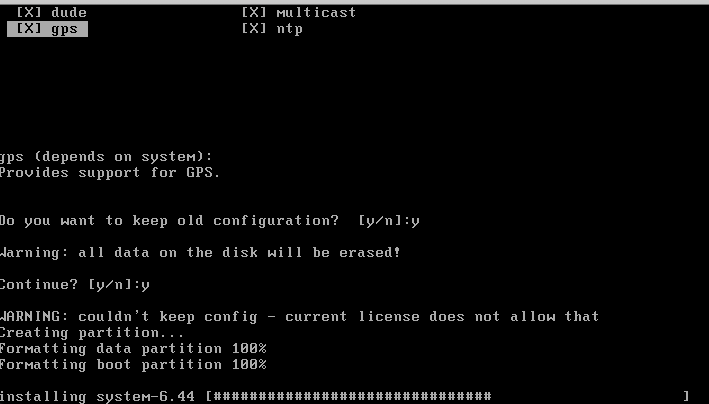 [X] dude [X] multicast
[X] gps [X] ntp
gps (depends on system):
Provides support for GPS.
Do you want to keep old configuration? [y/n]:y
Warning: all data on the disk will be erased!
Continue? [y/n]:y
WARNING: couldn't keep config - current license does not allow that
Creating partition...
Formatting data partition 100%
Formatting boot partition 100%
installing system-6.44 [############################### ]